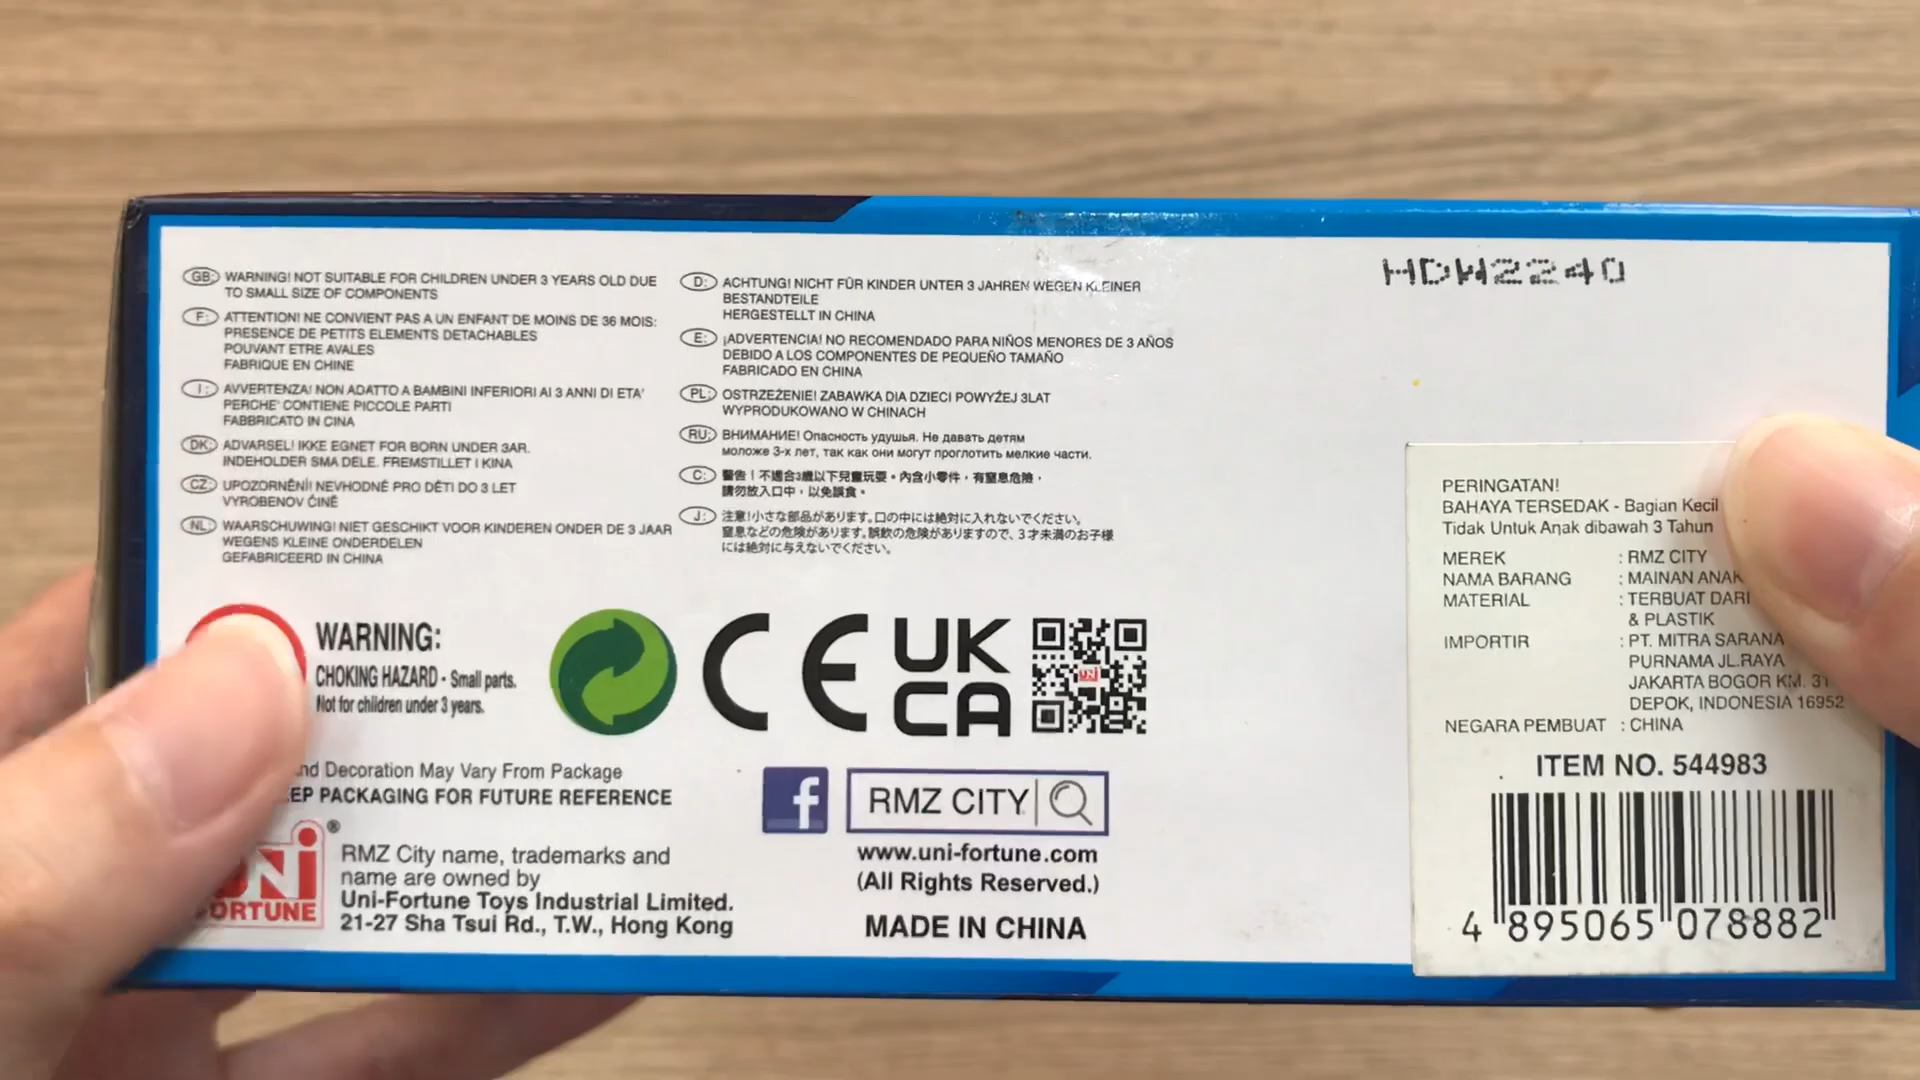 GB: WARNING! NOT SUITABLE FOR CHILDREN UNDER 3 YEARS OLD DUE
TO SMALL SIZE OF COMPONENTS
F: ATTENTION! NE CONVIENT PAS A UN ENFANT DE MOINS DE 36 MOIS:
PRESENCE DE PETITS ELEMENTS DETACHABLES
POUVANT ETRE AVALES
FABRIQUE EN CHINE
I: AVVERTENZA! NON ADATTO A BAMBINI INFERIORI AI 3 ANNI DI ETA'
PERCHE' CONTIENE PICCOLE PARTI
FABBRICATO IN CINA
DK: ADVARSEL! IKKE EGNET FOR BORN UNDER 3AR.
INDEHOLDER SMA DELE. FREMSTILLET I KINA
CZ: UPOZORNĚNÍ! NEVHODNÉ PRO DĚTI DO 3 LET
VYROBENOV ČÍNĚ
NL: WAARSCHUWING! NIET GESCHIKT VOOR KINDEREN ONDER DE 3 JAAR
WEGENS KLEINE ONDERDELEN
GEFABRICEERD IN CHINA
D: ACHTUNG! NICHT FÜR KINDER UNTER 3 JAHREN WEGEN KLEINER
BESTANDTEILE
HERGESTELLT IN CHINA
E: ¡ADVERTENCIA! NO RECOMENDADO PARA NIÑOS MENORES DE 3 AÑOS
DEBIDO A LOS COMPONENTES DE PEQUEÑO TAMAÑO
FABRICADO EN CHINA
PL: OSTRZEŻENIE! ZABAWKA DIA DZIECI POWYŻEJ 3LAT
WYPRODUKOWANO W CHINACH
RU: ВНИМАНИЕ! Опасность удушья. Не давать детям
моложе 3-х лет, так как они могут проглотить мелкие части.
C: 警告！不適合3歲以下兒童玩耍。內含小零件，有窒息危險，
請勿放入口中，以免誤食。
J: 注意!小さな部品があります。口の中には絶対に入れないでください。
窒息などの危険があります。誤飲の危険がありますので、3才未満のお子様
には絶対に与えないでください。
WARNING:
CHOKING HAZARD - Small parts.
Not for children under 3 years.
CE
UK
CA
UNi
Decoration May Vary From Package
PACKAGING FOR FUTURE REFERENCE
UNi ®
FORTUNE
RMZ City name, trademarks and
name are owned by
Uni-Fortune Toys Industrial Limited.
21-27 Sha Tsui Rd., T.W., Hong Kong
f
RMZ CITY
www.uni-fortune.com
(All Rights Reserved.)
MADE IN CHINA
HDW2240
PERINGATAN!
BAHAYA TERSEDAK - Bagian Kecil
Tidak Untuk Anak dibawah 3 Tahun
MEREK : RMZ CITY
NAMA BARANG : MAINAN ANAK
MATERIAL : TERBUAT DARI
& PLASTIK
IMPORTIR : PT. MITRA SARANA
PURNAMA JL.RAYA
JAKARTA BOGOR KM. 31
DEPOK, INDONESIA 16952
NEGARA PEMBUAT : CHINA
ITEM NO. 544983
4 895065 078882